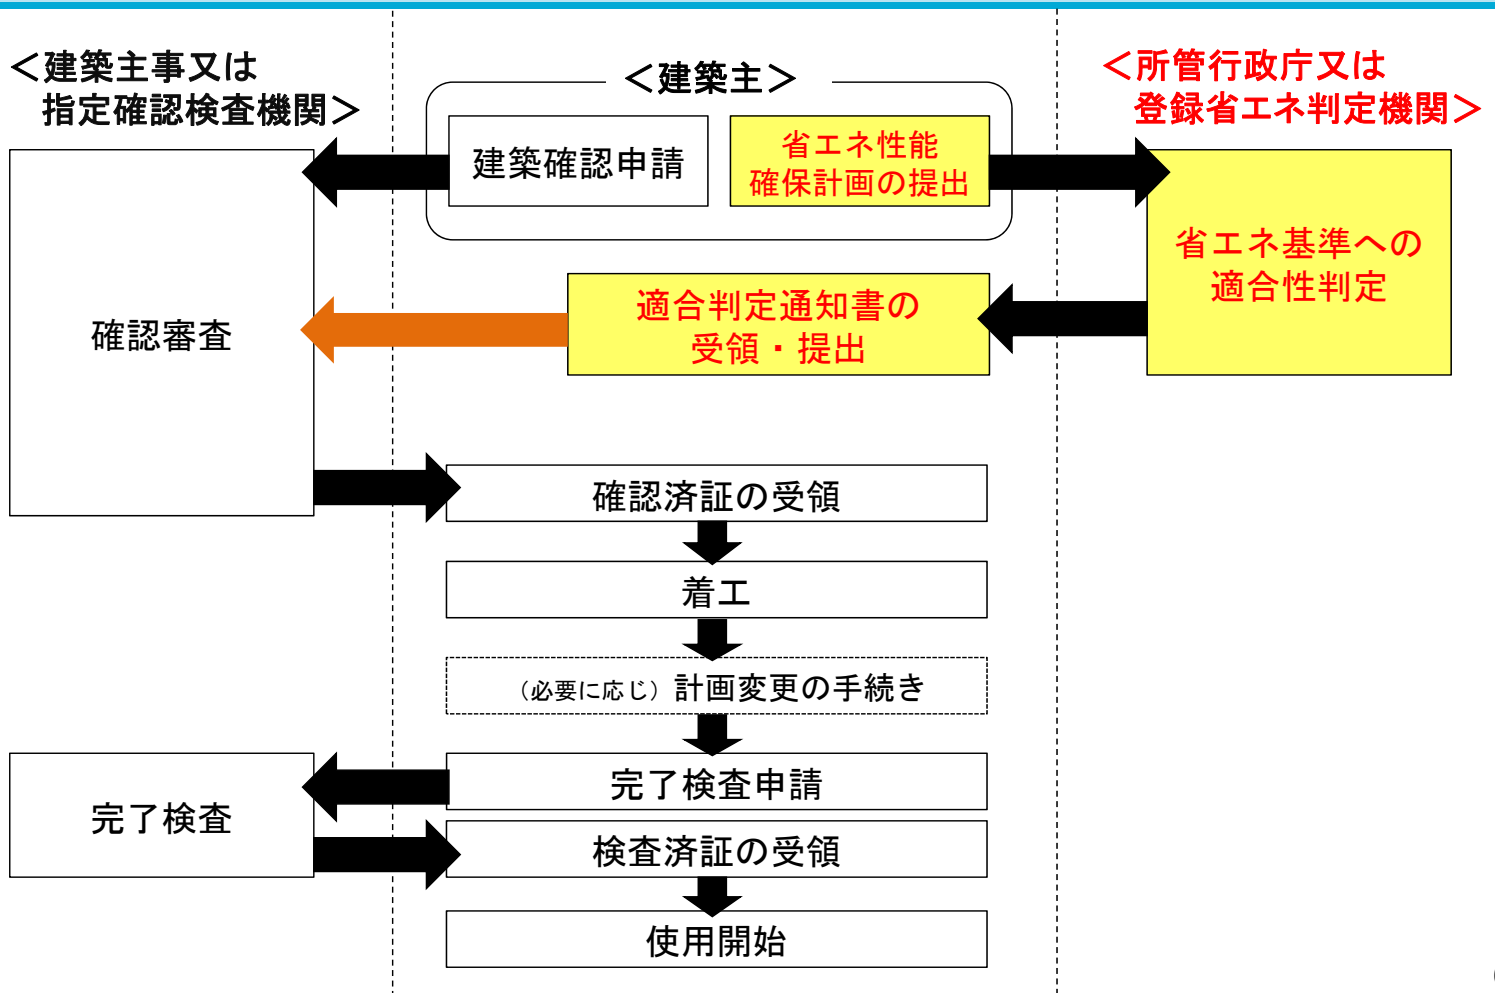 ＜建築主事又は
指定確認検査機関＞
＜建築主＞
＜所管行政庁又は
登録省エネ判定機関＞
建築確認申請
省エネ性能
確保計画の提出
省エネ基準への
適合性判定
適合判定通知書の
受領・提出
確認審査
確認済証の受領
着工
（必要に応じ）計画変更の手続き
完了検査申請
完了検査
検査済証の受領
使用開始